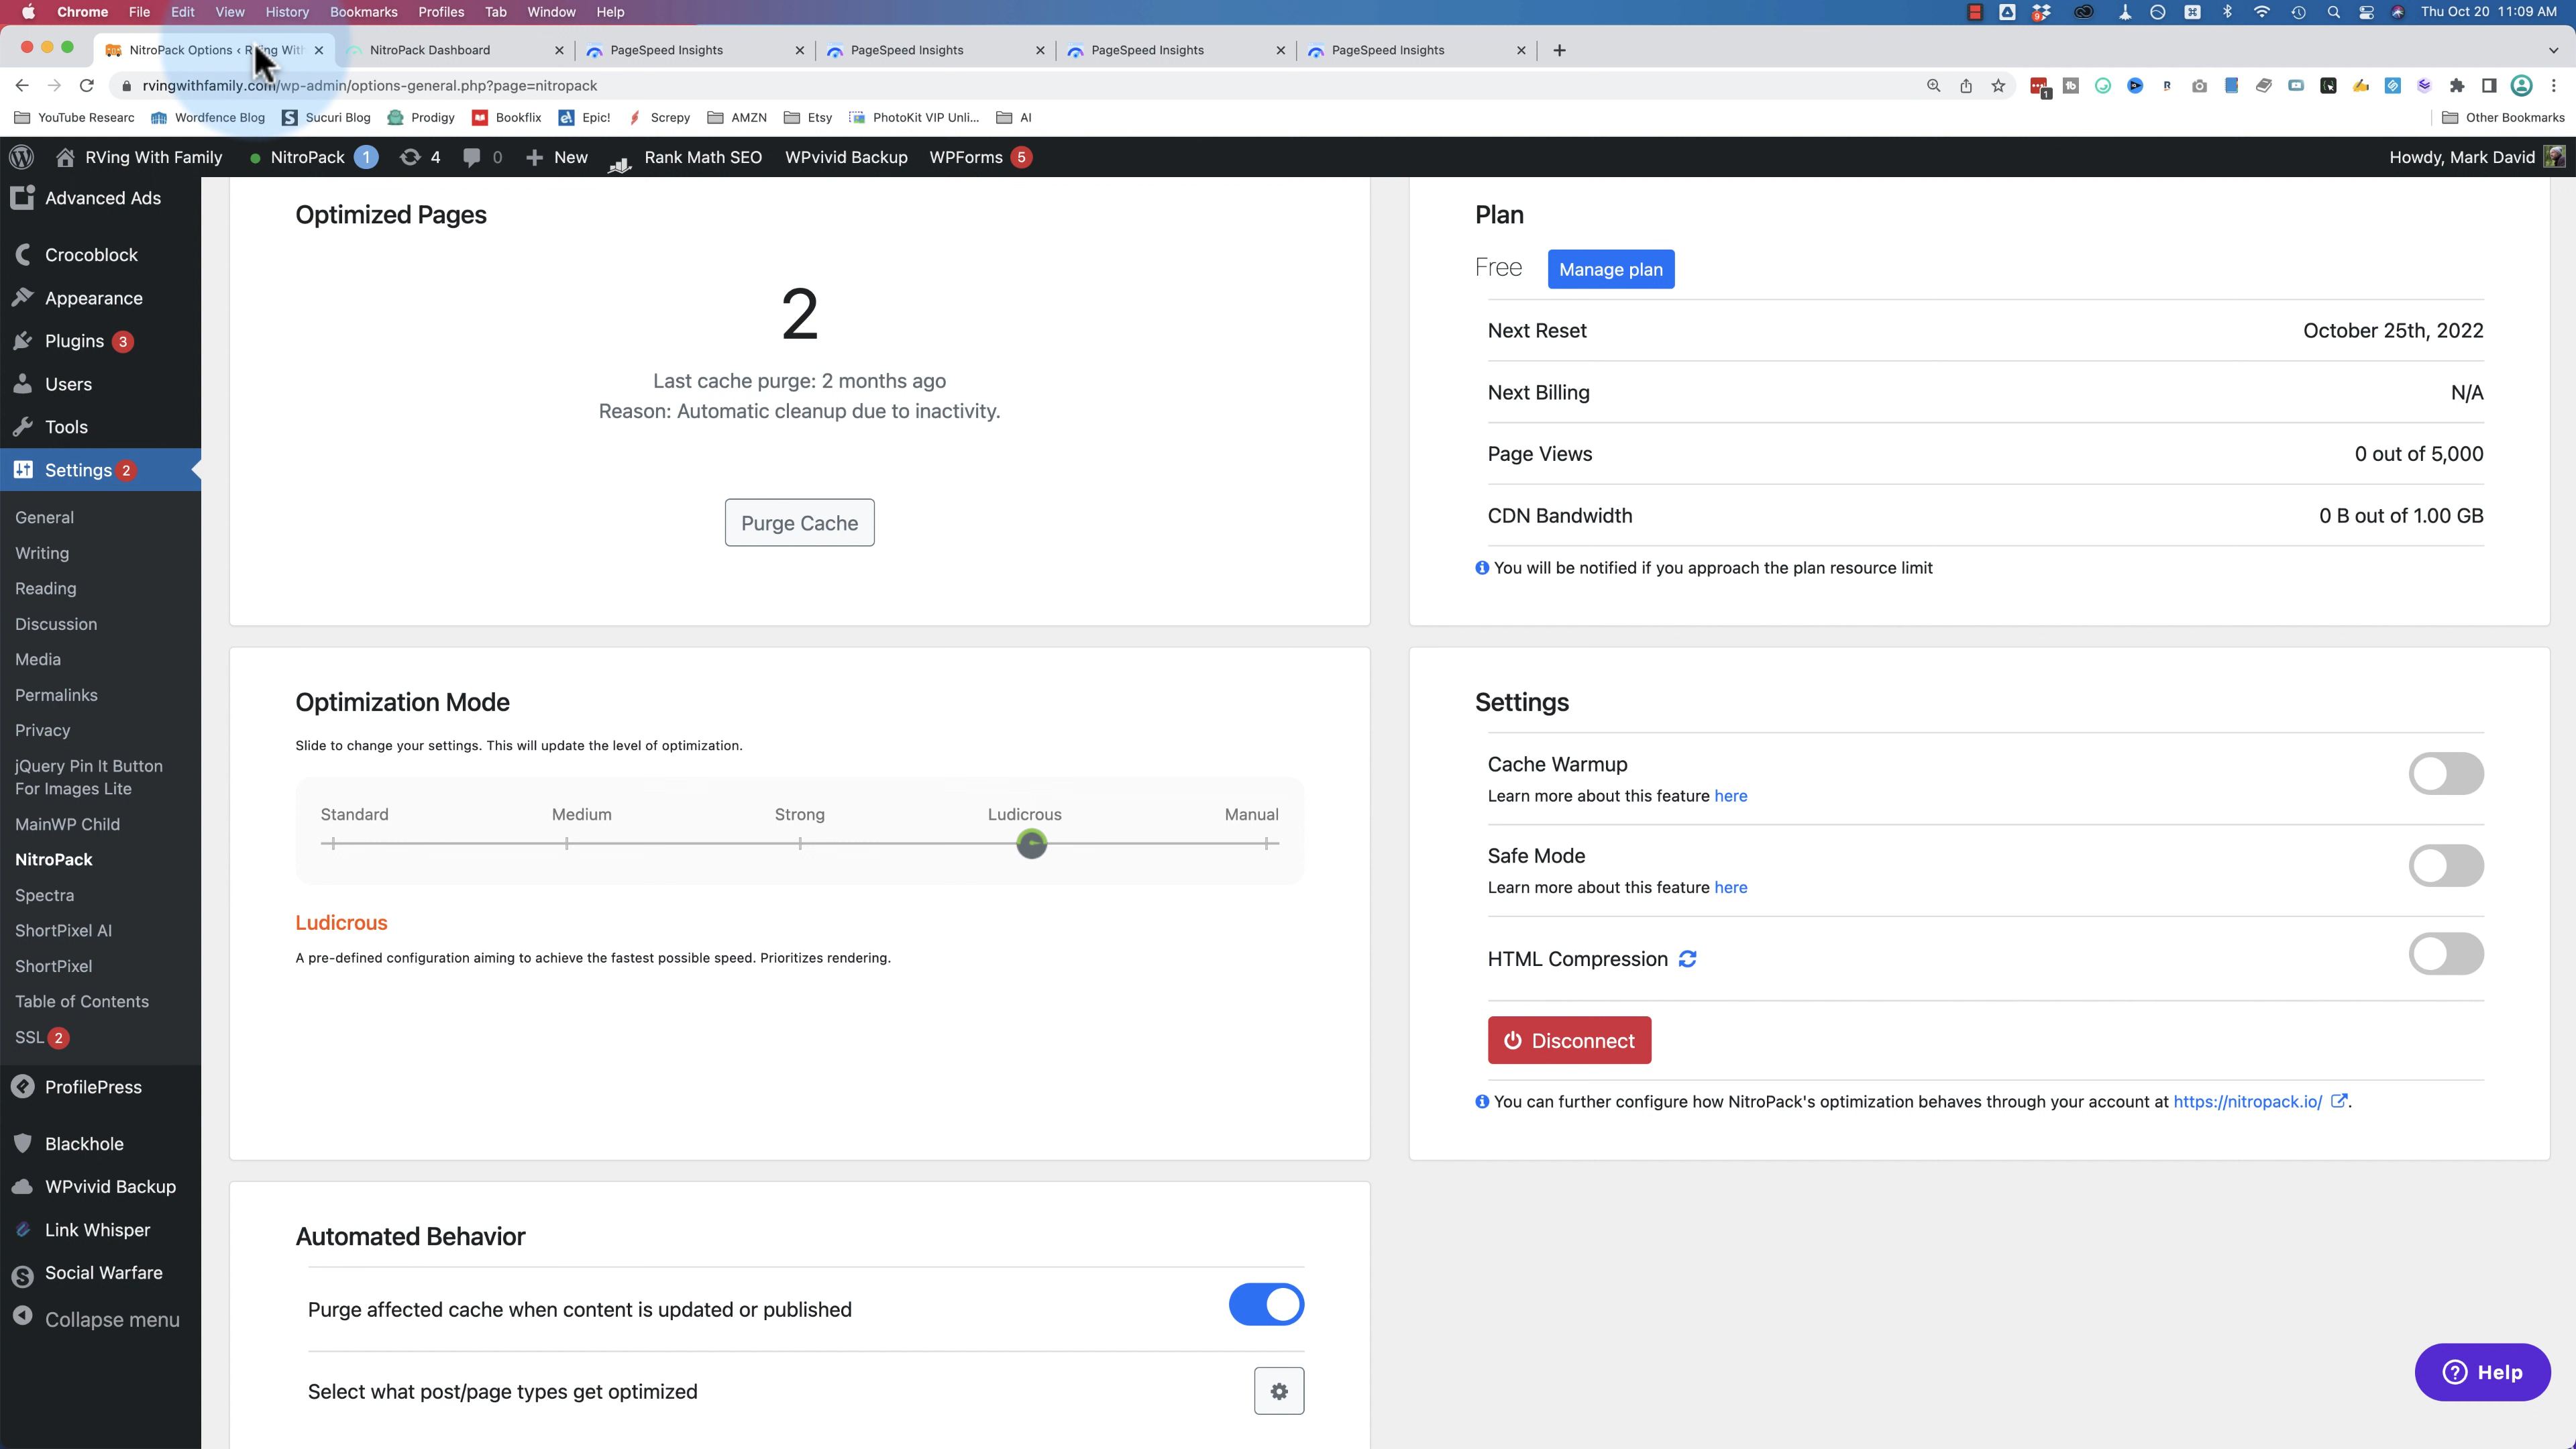 Chrome File Edit View History Bookmarks Profiles Tab Window Help
9
Thu Oct 20 11:09 AM
NitroPack Options ‹ RVing With
NitroPack Dashboard
PageSpeed Insights
PageSpeed Insights
PageSpeed Insights
PageSpeed Insights
rvingwithfamily.com/wp-admin/options-general.php?page=nitropack
YouTube Researc
Wordfence Blog
Sucuri Blog
Prodigy
Bookflix
Epic!
Screpy
AMZN
Etsy
PhotoKit VIP Unli...
AI
Other Bookmarks
RVing With Family
NitroPack 1
4
0
New
Rank Math SEO
WPvivid Backup
WPForms 5
Howdy, Mark David
Advanced Ads
Crocoblock
Appearance
Plugins 3
Users
Tools
Settings 2
General
Writing
Reading
Discussion
Media
Permalinks
Privacy
jQuery Pin It Button
For Images Lite
MainWP Child
NitroPack
Spectra
ShortPixel AI
ShortPixel
Table of Contents
SSL 2
ProfilePress
Blackhole
WPvivid Backup
Link Whisper
Social Warfare
Collapse menu
Optimized Pages
2
Last cache purge: 2 months ago
Reason: Automatic cleanup due to inactivity.
Purge Cache
Plan
Free Manage plan
Next Reset October 25th, 2022
Next Billing N/A
Page Views 0 out of 5,000
CDN Bandwidth 0 B out of 1.00 GB
You will be notified if you approach the plan resource limit
Optimization Mode
Slide to change your settings. This will update the level of optimization.
Standard Medium Strong Ludicrous Manual
Ludicrous
A pre-defined configuration aiming to achieve the fastest possible speed. Prioritizes rendering.
Settings
Cache Warmup
Learn more about this feature here
Safe Mode
Learn more about this feature here
HTML Compression
Disconnect
You can further configure how NitroPack's optimization behaves through your account at https://nitropack.io/ .
Automated Behavior
Purge affected cache when content is updated or published
Select what post/page types get optimized
Help